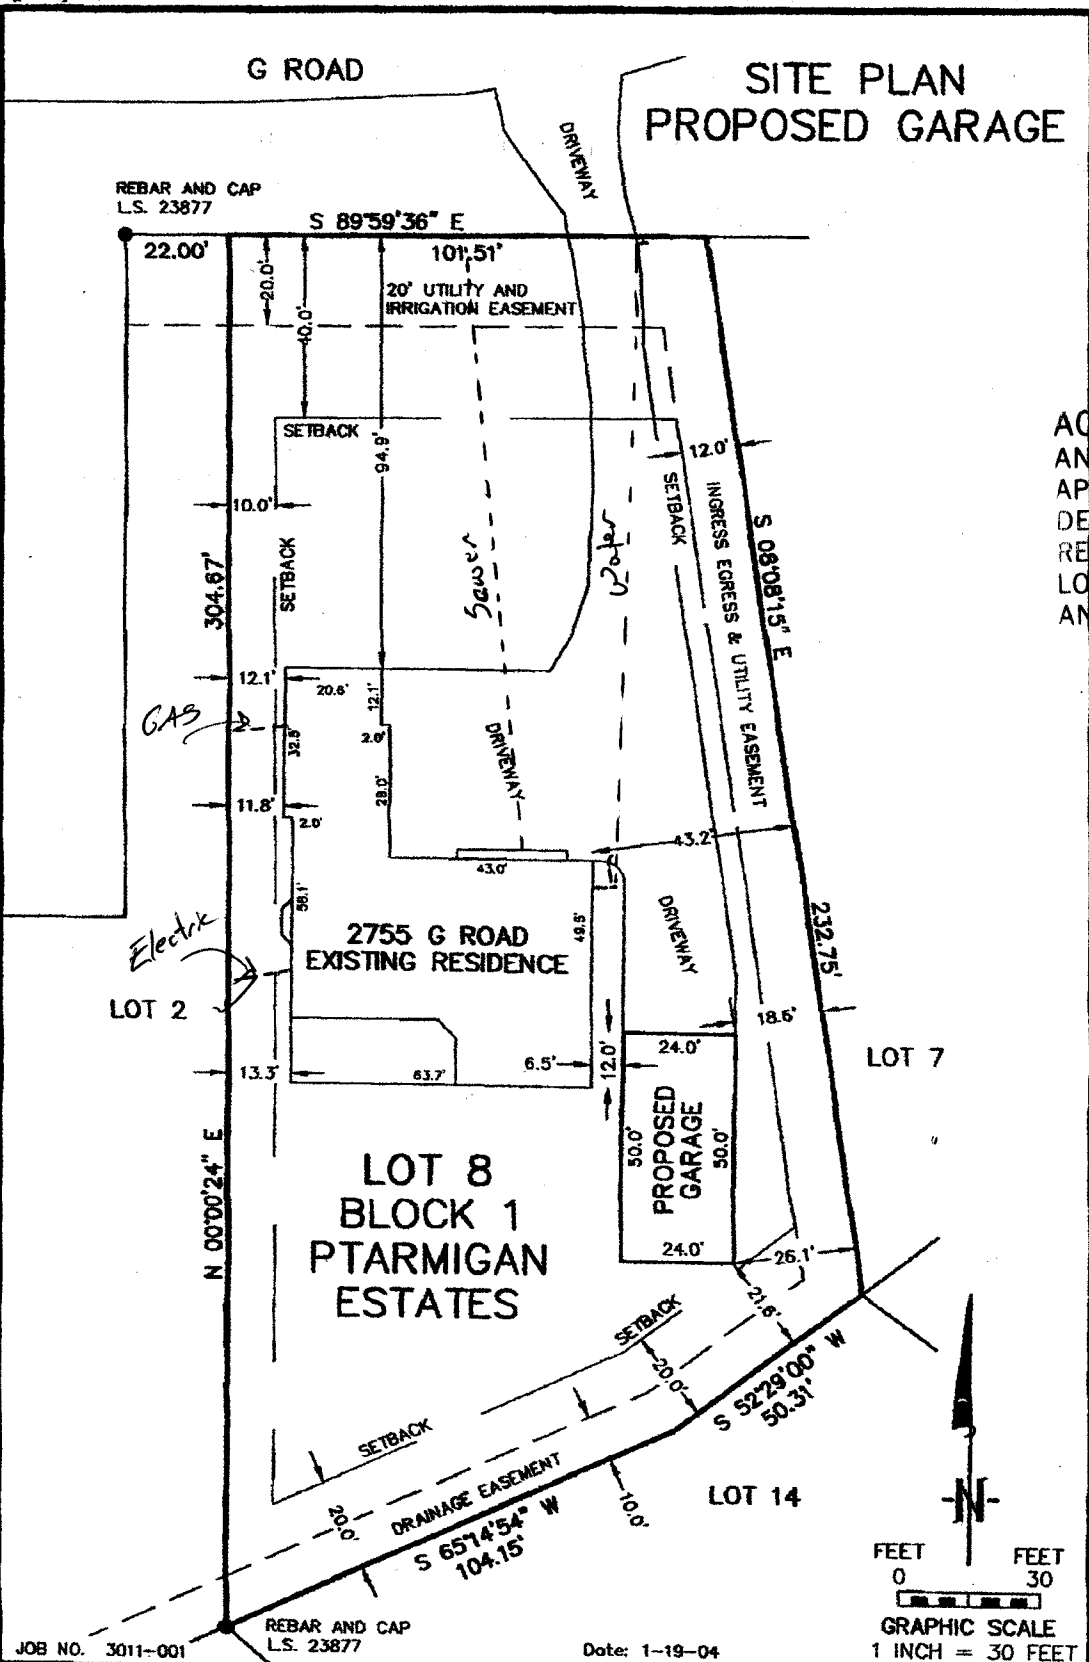 G ROAD
SITE PLAN
PROPOSED GARAGE
DRIVEWAY
REBAR AND CAP
L.S. 23877
S 89°59'36" E
22.00'
101.51'
20.0'
40.0'
20' UTILITY AND
IRRIGATION EASEMENT
SETBACK
94.9'
12.0'
AC
AN
AP
DE
RE
LO
AN
10.0'
SETBACK
SETBACK
INGRESS EGRESS & UTILITY EASEMENT
S 08°08'15" E
304.67'
Sawer
Water
12.1'
20.6'
12.1'
GAS
32.5'
2.0'
DRIVEWAY
28.0'
11.8'
2.0'
43.2'
43.0'
58.1'
49.5'
DRIVEWAY
232.75'
Electric
2755 G ROAD
EXISTING RESIDENCE
LOT 2
18.6'
24.0'
LOT 7
13.3'
63.7'
6.5'
12.0'
50.0'
PROPOSED
GARAGE
50.0'
N 00°00'24" E
LOT 8
BLOCK 1
PTARMIGAN
ESTATES
24.0'
26.1'
21.6'
SETBACK
20.0'
S 52°29'00" W
50.31'
SETBACK
DRAINAGE EASEMENT
20.0'
10.0'
LOT 14
N
S 65°14'54" W
104.15'
FEET FEET
0 30
GRAPHIC SCALE
1 INCH = 30 FEET
REBAR AND CAP
L.S. 23877
JOB NO. 3011-001
Date: 1-19-04